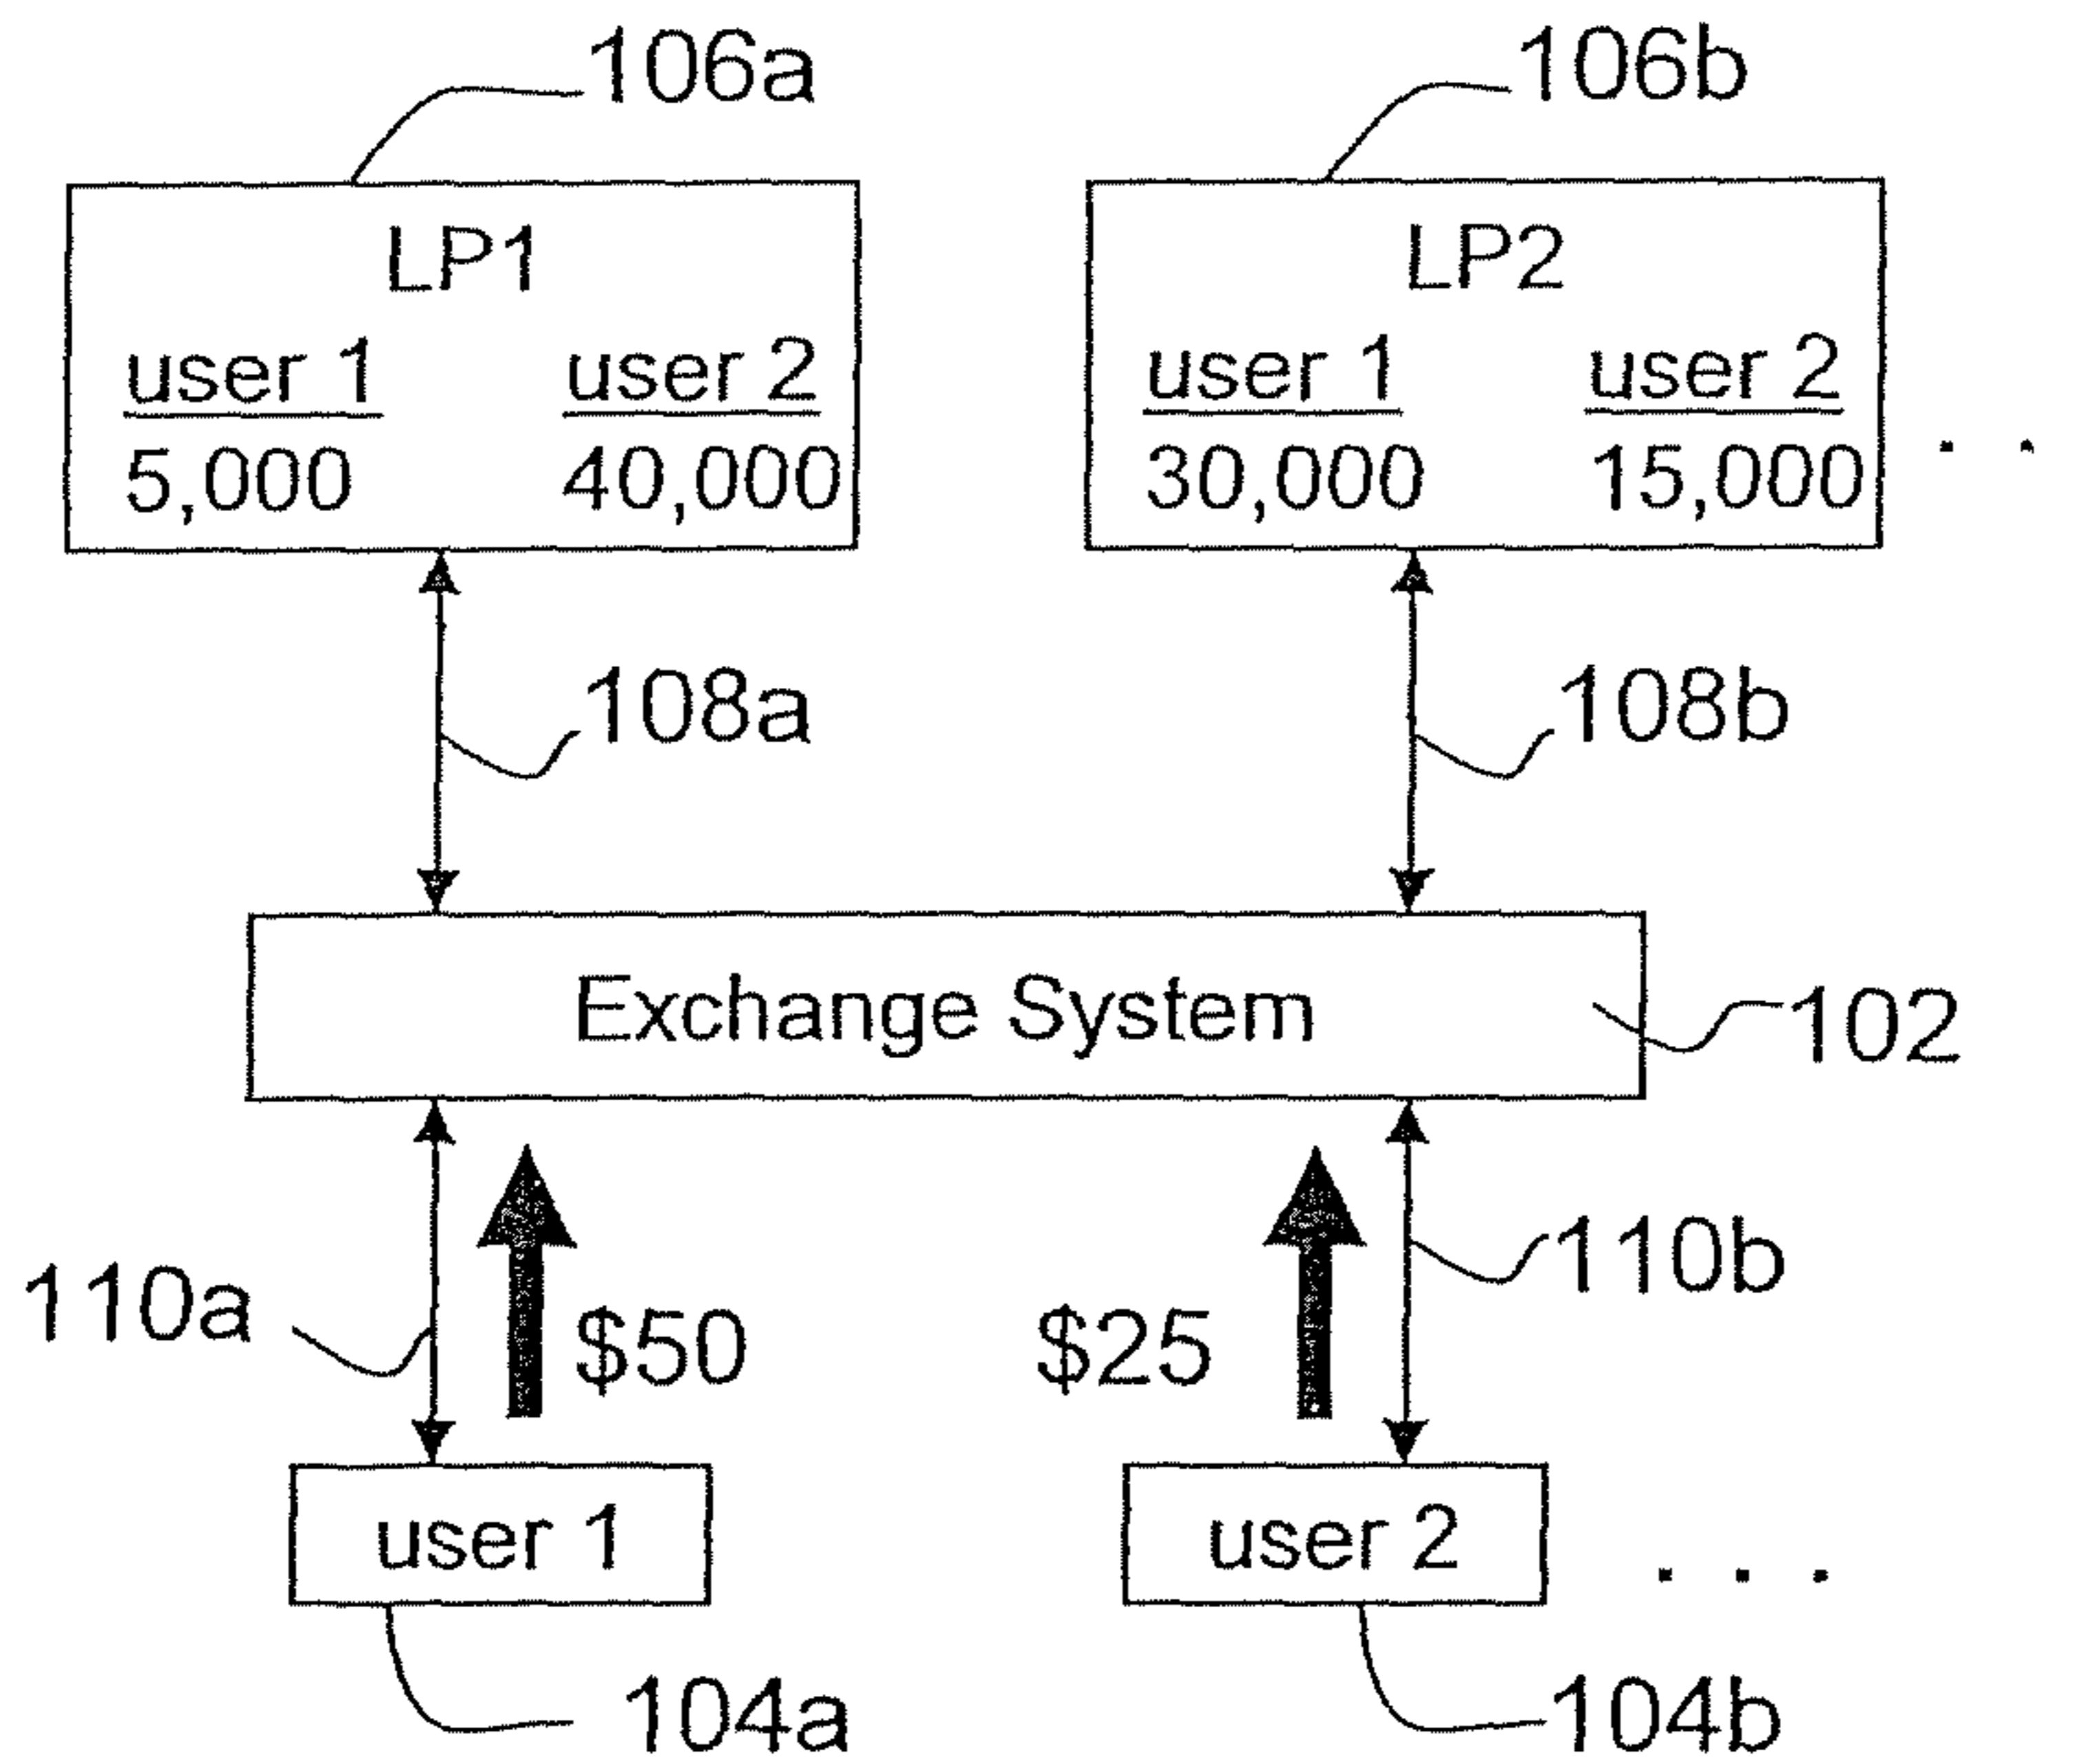 106a 106b
LP1 LP2
user 1 user 2 user 1 user 2
5,000 40,000 30,000 15,000 . .
108a 108b
Exchange System
102
110b
110a
$50 $25
user 1 user 2 . . .
104a 104b